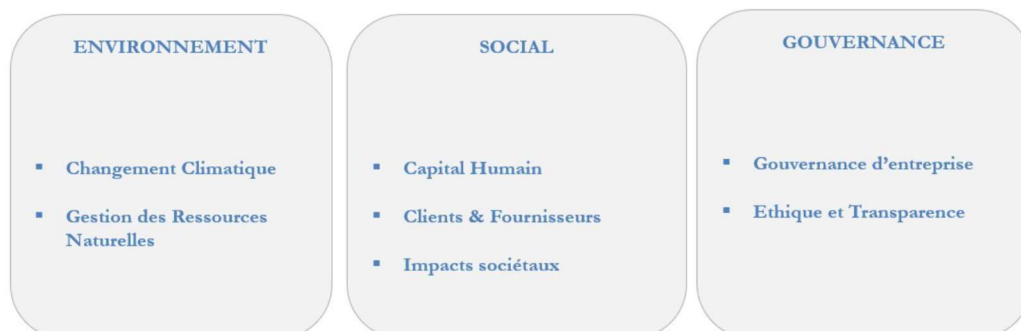 ENVIRONNEMENT
▪ Changement Climatique
▪ Gestion des Ressources
Naturelles
SOCIAL
▪ Capital Humain
▪ Clients & Fournisseurs
▪ Impacts sociétaux
GOUVERNANCE
▪ Gouvernance d’entreprise
▪ Ethique et Transparence